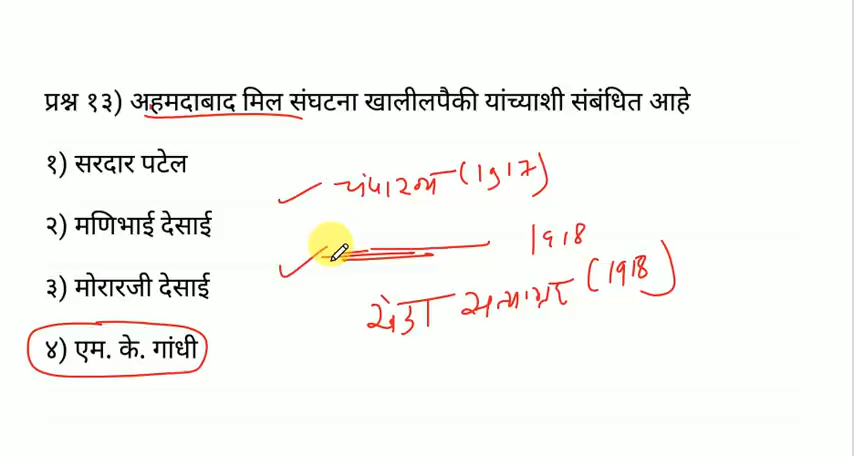 प्रश्न १३) अहमदाबाद मिल संघटना खालीलपैकी यांच्याशी संबंधित आहे
१) सरदार पटेल
चंपारण्य (1917)
२) मणिभाई देसाई
1918
३) मोरारजी देसाई
खेडा सत्याग्रह (1918)
४) एम. के. गांधी